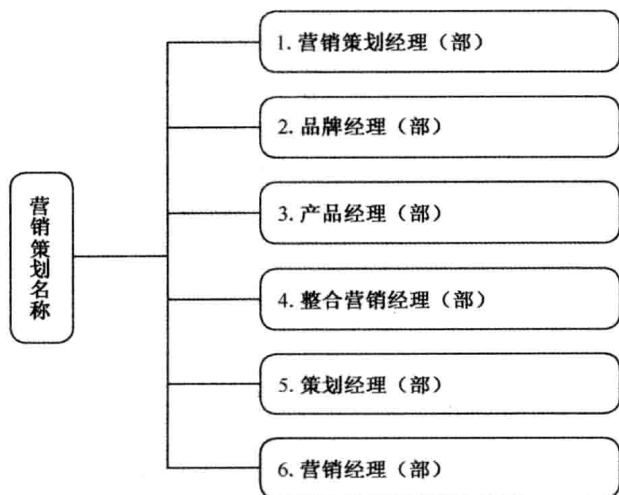 营销策划名称
1. 营销策划经理（部）
2. 品牌经理（部）
3. 产品经理（部）
4. 整合营销经理（部）
5. 策划经理（部）
6. 营销经理（部）